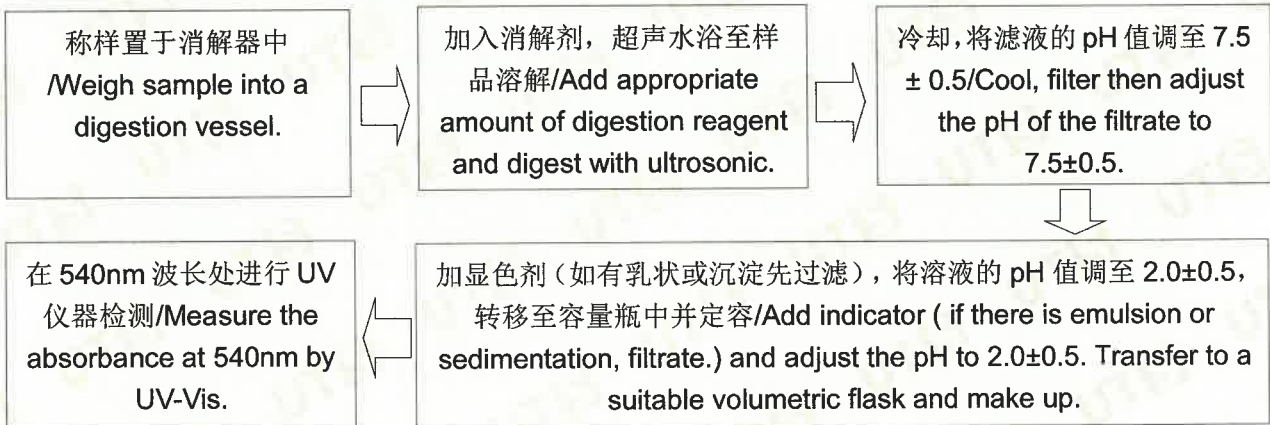 称样置于消解器中
/Weigh sample into a
digestion vessel.
加入消解剂，超声水浴至样
品溶解/Add appropriate
amount of digestion reagent
and digest with ultrasonic.
冷却，将滤液的 pH 值调至 7.5
± 0.5/Cool, filter then adjust
the pH of the filtrate to
7.5±0.5.
加显色剂（如有乳状或沉淀先过滤），将溶液的 pH 值调至 2.0±0.5，
转移至容量瓶中并定容/Add indicator ( if there is emulsion or
sedimentation, filtrate.) and adjust the pH to 2.0±0.5. Transfer to a
suitable volumetric flask and make up.
在 540nm 波长处进行 UV
仪器检测/Measure the
absorbance at 540nm by
UV-Vis.